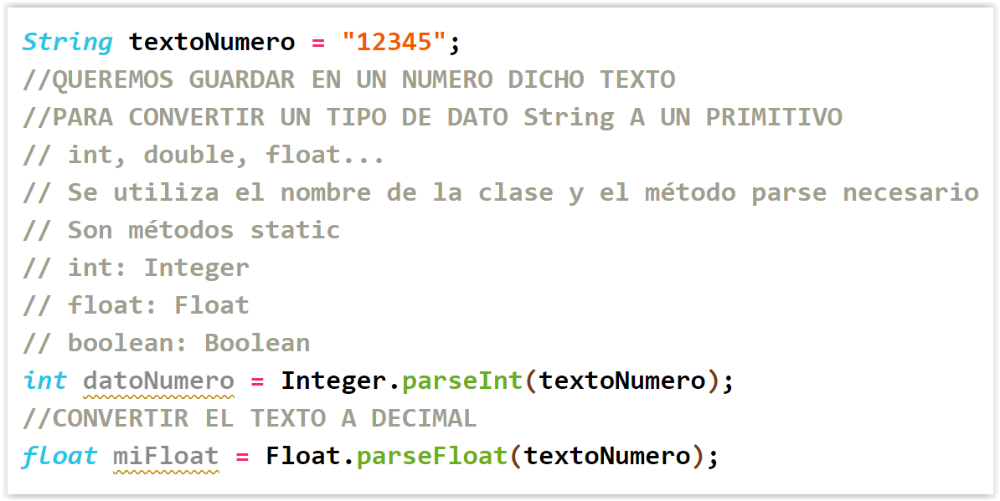 String textoNumero = "12345";
//QUEREMOS GUARDAR EN UN NUMERO DICHO TEXTO
//PARA CONVERTIR UN TIPO DE DATO String A UN PRIMITIVO
// int, double, float...
// Se utiliza el nombre de la clase y el método parse necesario
// Son métodos static
// int: Integer
// float: Float
// boolean: Boolean
int datoNumero = Integer.parseInt(textoNumero);
//CONVERTIR EL TEXTO A DECIMAL
float miFloat = Float.parseFloat(textoNumero);